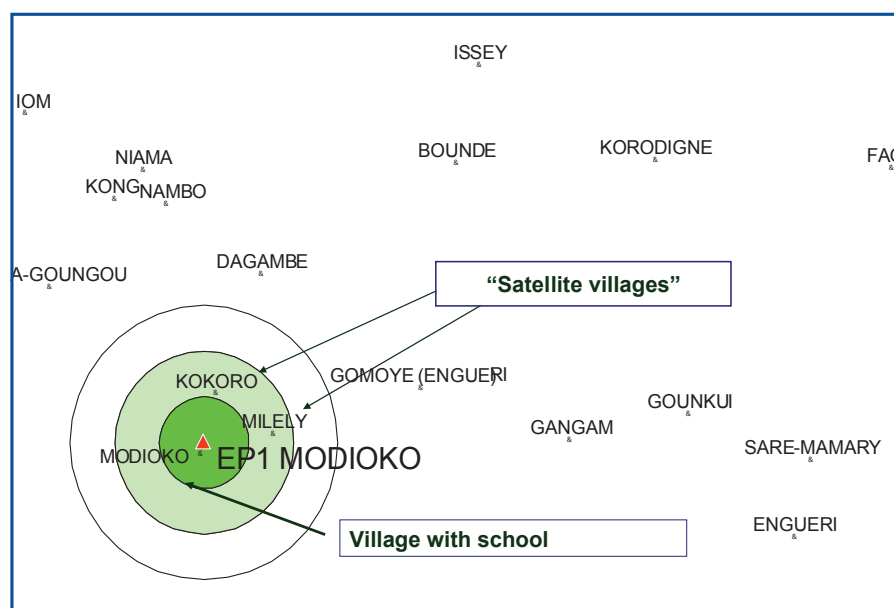 ISSEY
IOM
BOUNDE
KORODIGNE
FAC
NIAMA
KONG
NAMBO
DAGAMBE
A-GOUNGOU
“Satellite villages”
KOKORO
GOMOYE (ENGUERI)
GOUNKUI
MILELY
GANGAM
MODIOKO
EP1 MODIOKO
SARE-MAMARY
Village with school
ENGUERI